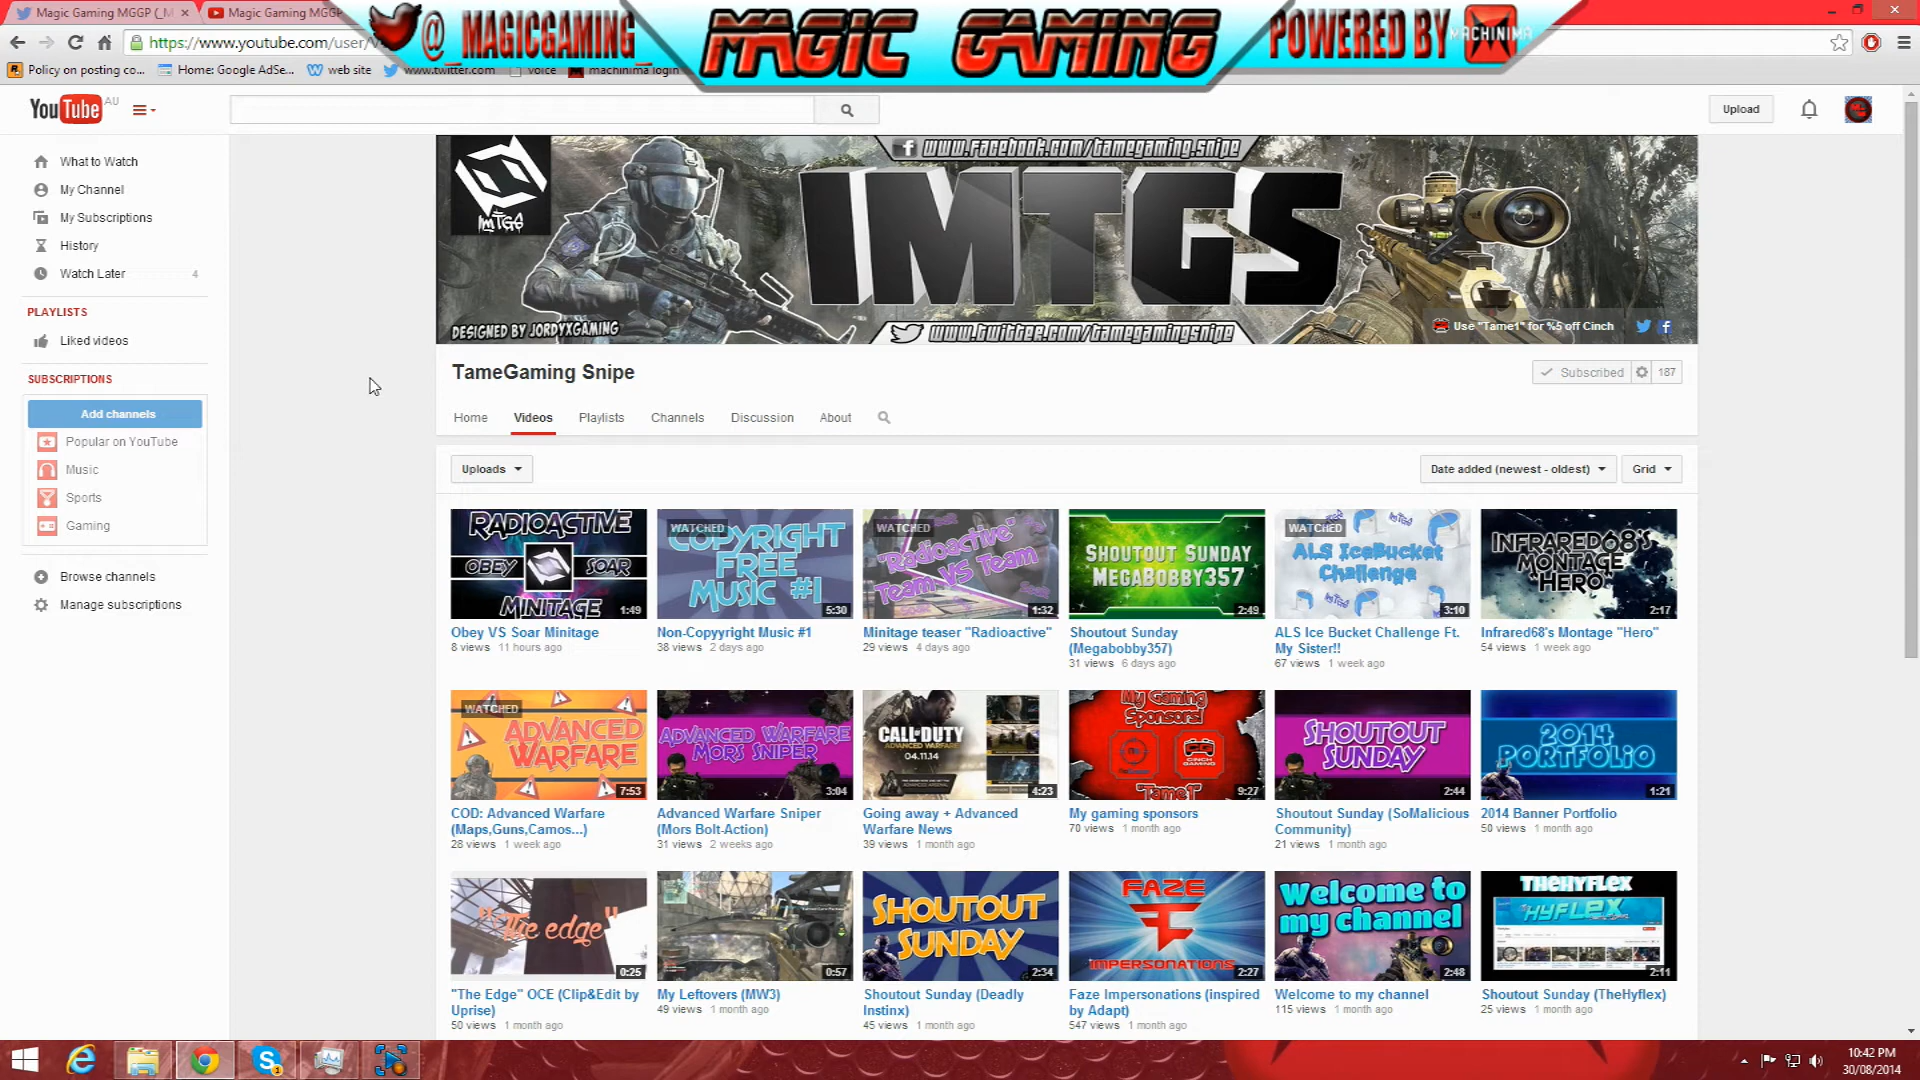 Magic Gaming MGGP (_M
Magic Gaming MGGP
@_MAGICGAMING_
MAGIC GAMING
POWERED BY
MACHINIMA
https://www.youtube.com/user/
Policy on posting co...
Home: Google AdSe...
web site
www.twitter.com
voice
machinima login
YouTube AU
Upload
What to Watch
My Channel
My Subscriptions
History
Watch Later 4
PLAYLISTS
Liked videos
SUBSCRIPTIONS
Add channels
Popular on YouTube
Music
Sports
Gaming
Browse channels
Manage subscriptions
www.facebook.com/tamegaming.snipe
ImTGS
IMTGS
DESIGNED BY JORDYXGAMING
www.twitter.com/tamegamingsnipe
Use "Tame1" for %5 off Cinch
TameGaming Snipe
Subscribed 187
Home Videos Playlists Channels Discussion About
Uploads
Date added (newest - oldest) Grid
RADIOACTIVE
OBEY SOAR
MINITAGE
1:49
Obey VS Soar Minitage
8 views 11 hours ago
WATCHED
COPYRIGHT
FREE
MUSIC #1
5:30
Non-Copyyright Music #1
38 views 2 days ago
WATCHED
"Radioactive"
Team VS Team
1:32
Minitage teaser "Radioactive"
29 views 4 days ago
SHOUTOUT SUNDAY
MEGABOBBY357
2:49
Shoutout Sunday
(Megabobby357)
31 views 6 days ago
WATCHED
ALS IceBucket
Challenge
3:10
ALS Ice Bucket Challenge Ft.
My Sister!!
67 views 1 week ago
INFRARED68'S
MONTAGE
"HERO"
2:17
Infrared68's Montage "Hero"
54 views 1 week ago
WATCHED
ADVANCED
WARFARE
7:53
COD: Advanced Warfare
(Maps,Guns,Camos...)
28 views 1 week ago
ADVANCED WARFARE
MORS SNIPER
3:04
Advanced Warfare Sniper
(Mors Bolt-Action)
31 views 2 weeks ago
CALL OF DUTY
ADVANCED WARFARE
04.11.14
4:23
Going away + Advanced
Warfare News
39 views 1 month ago
My Gaming
Sponsors!
CINCH
GAMING
"Tame1"
9:27
My gaming sponsors
70 views 1 month ago
SHOUTOUT
SUNDAY
2:44
Shoutout Sunday (SoMalicious
Community)
21 views 1 month ago
2014
PORTFOLIO
1:21
2014 Banner Portfolio
50 views 1 month ago
"The edge"
0:25
"The Edge" OCE (Clip&Edit by
Uprise)
50 views 1 month ago
0:57
My Leftovers (MW3)
49 views 1 month ago
SHOUTOUT
SUNDAY
2:34
Shoutout Sunday (Deadly
Instinx)
45 views 1 month ago
FAZE
IMPERSONATIONS
2:27
Faze Impersonations (inspired
by Adapt)
547 views 1 month ago
Welcome to
my channel
2:48
Welcome to my channel
115 views 1 month ago
THEHYFLEX
HYFLEX
2:11
Shoutout Sunday (TheHyflex)
25 views 1 month ago
10:42 PM
30/08/2014